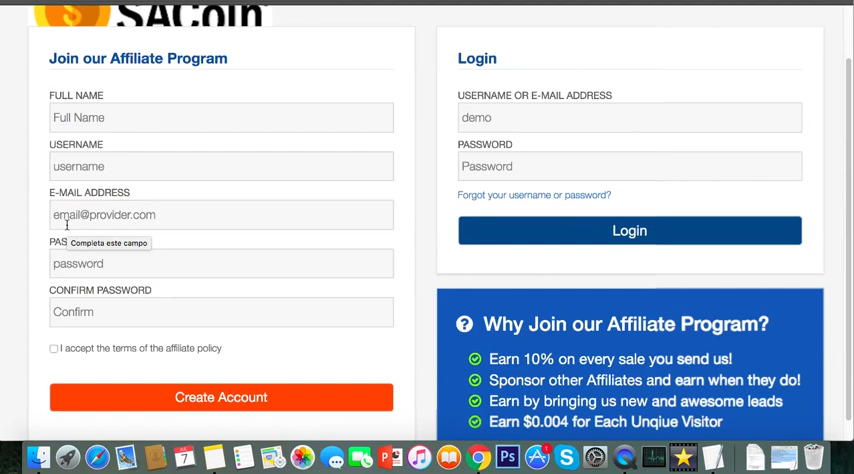 SACoin
Join our Affiliate Program
FULL NAME
Full Name
USERNAME
username
E-MAIL ADDRESS
email@provider.com
PAS
Completa este campo
password
CONFIRM PASSWORD
Confirm
I accept the terms of the affiliate policy
Create Account
Login
USERNAME OR E-MAIL ADDRESS
demo
PASSWORD
Password
Forgot your username or password?
Login
Why Join our Affiliate Program?
Earn 10% on every sale you send us!
Sponsor other Affiliates and earn when they do!
Earn by bringing us new and awesome leads
Earn $0.004 for Each Unqiue Visitor
7
Ps
1